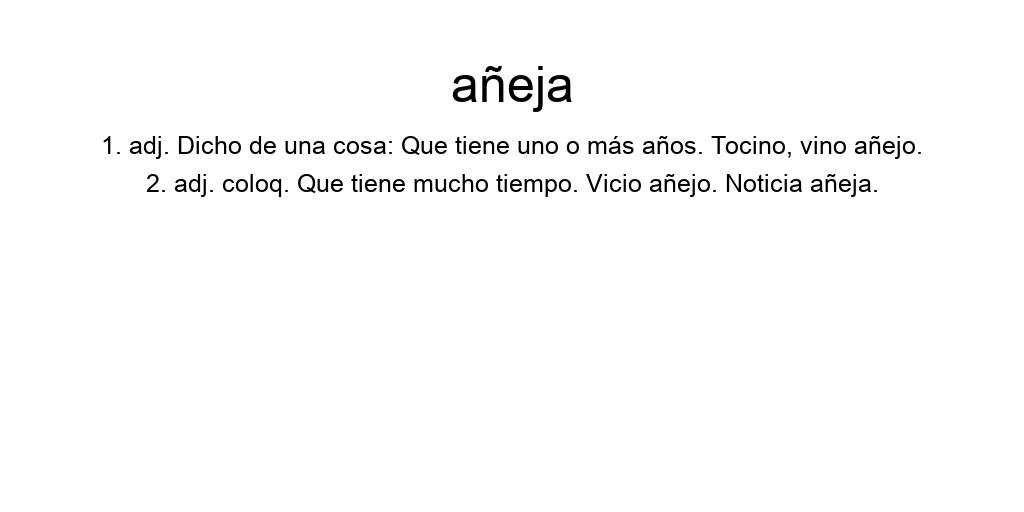 añeja
1. adj. Dicho de una cosa: Que tiene uno o más años. Tocino, vino añejo.
2. adj. coloq. Que tiene mucho tiempo. Vicio añejo. Noticia añeja.